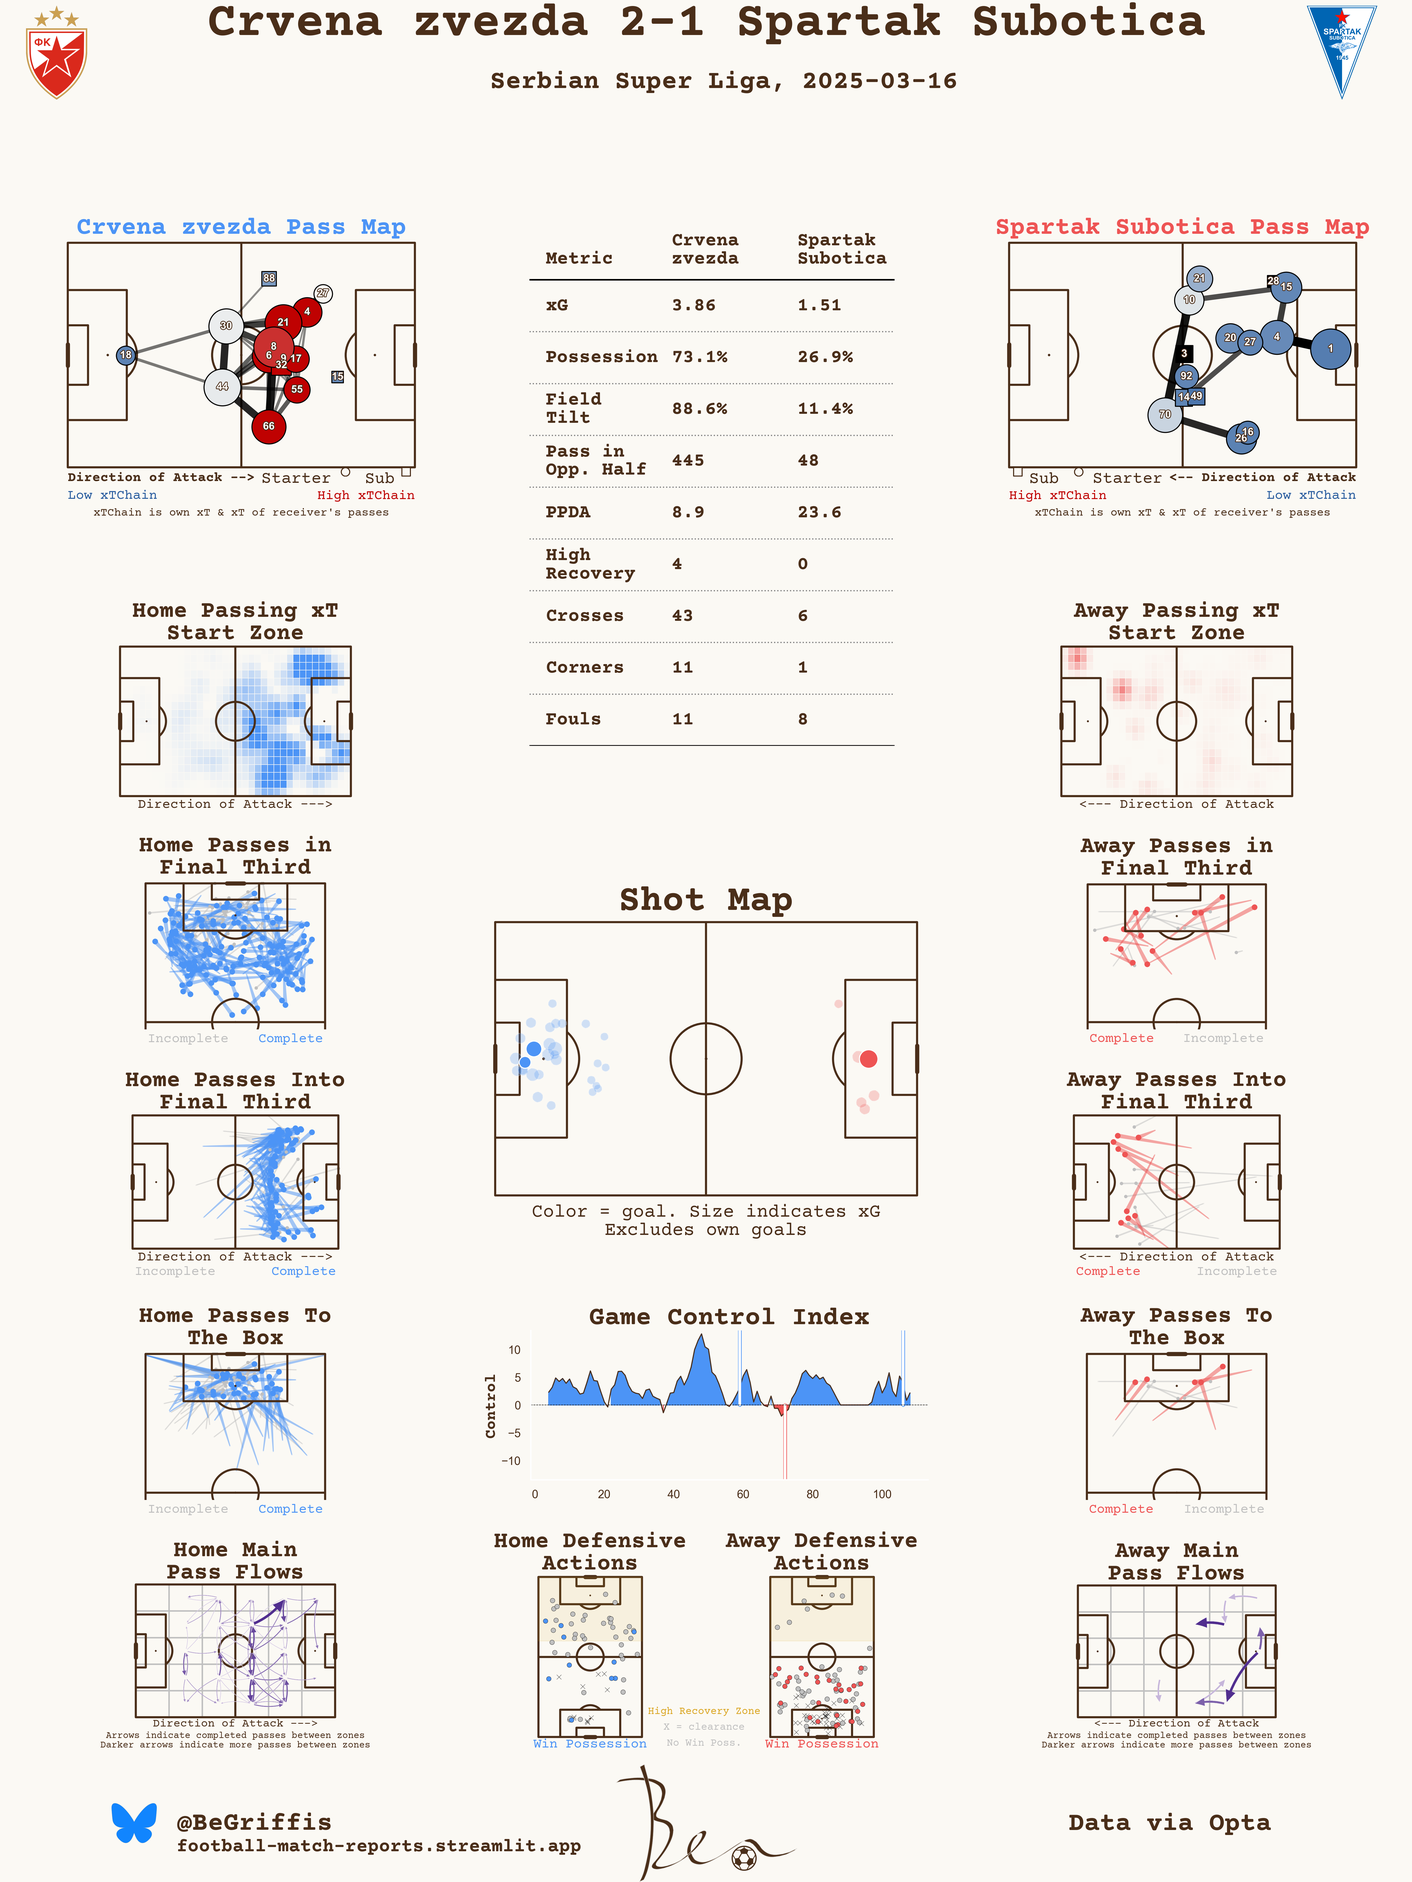 Crvena zvezda 2-1 Spartak Subotica
Serbian Super Liga, 2025-03-16
ФК
SPARTAK
SUBOTICA
1945
Crvena zvezda Pass Map
88
27
4
21
30
8
6
9
17
32
18
15
44
55
66
Direction of Attack --> Starter Sub
Low xTChain High xTChain
xTChain is own xT & xT of receiver's passes
Metric Crvena zvezda Spartak Subotica
xG 3.86 1.51
Possession 73.1% 26.9%
Field Tilt 88.6% 11.4%
Pass in Opp. Half 445 48
PPDA 8.9 23.6
High Recovery 4 0
Crosses 43 6
Corners 11 1
Fouls 11 8
Spartak Subotica Pass Map
21
28
15
10
20
27
4
1
3
92
14
49
70
16
26
Sub Starter <-- Direction of Attack
High xTChain Low xTChain
xTChain is own xT & xT of receiver's passes
Home Passing xT
Start Zone
Direction of Attack --->
Away Passing xT
Start Zone
<--- Direction of Attack
Home Passes in
Final Third
Incomplete Complete
Away Passes in
Final Third
Complete Incomplete
Shot Map
Color = goal. Size indicates xG
Excludes own goals
Home Passes Into
Final Third
Direction of Attack --->
Incomplete Complete
Away Passes Into
Final Third
<--- Direction of Attack
Complete Incomplete
Home Passes To
The Box
Incomplete Complete
Game Control Index
Control
10
5
0
−5
−10
0 20 40 60 80 100
Away Passes To
The Box
Complete Incomplete
Home Main
Pass Flows
Direction of Attack --->
Arrows indicate completed passes between zones
Darker arrows indicate more passes between zones
Home Defensive
Actions
Win Possession
Away Defensive
Actions
Win Possession
High Recovery Zone
X = clearance
No Win Poss.
Away Main
Pass Flows
<--- Direction of Attack
Arrows indicate completed passes between zones
Darker arrows indicate more passes between zones
@BeGriffis
football-match-reports.streamlit.app
Ben
Data via Opta